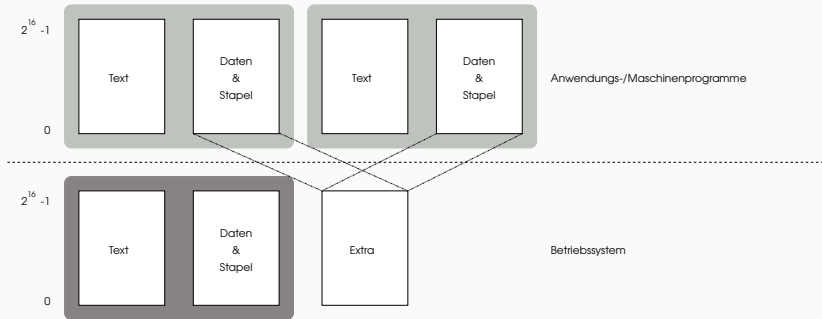 2^16 -1
Text
Daten
&
Stapel
Text
Daten
&
Stapel
Anwendungs-/Maschinenprogramme
0
2^16 -1
Text
Daten
&
Stapel
Extra
Betriebssystem
0